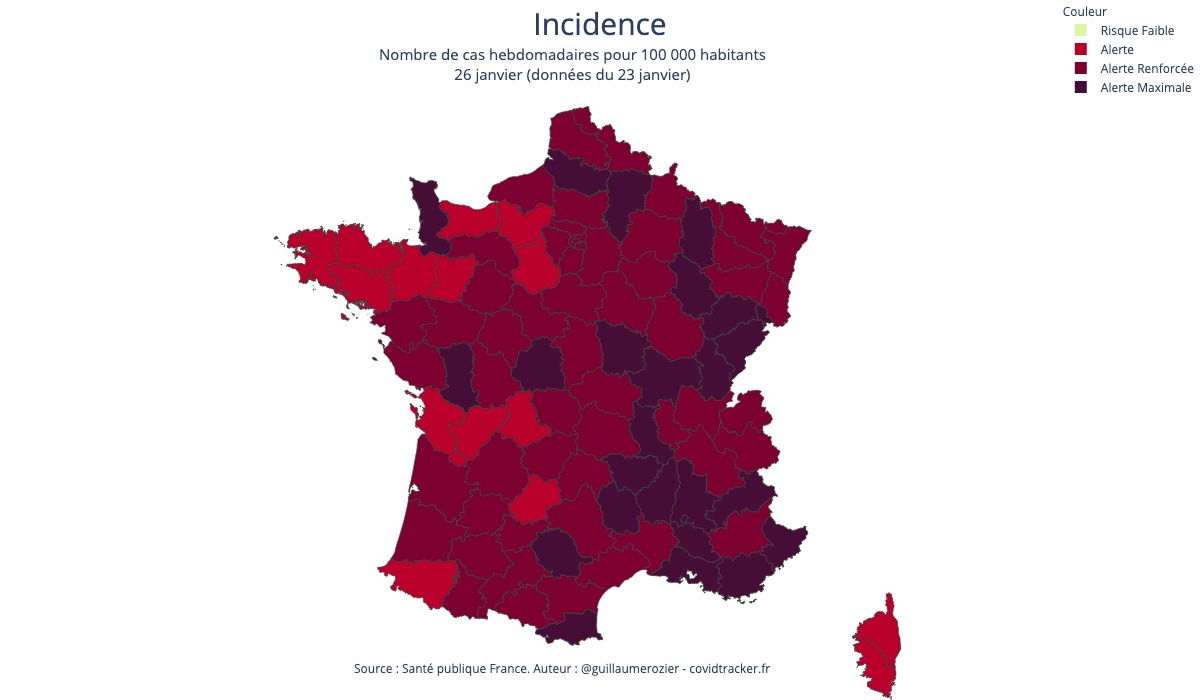 Incidence
Nombre de cas hebdomadaires pour 100 000 habitants
26 janvier (données du 23 janvier)
Couleur
Risque Faible
Alerte
Alerte Renforcée
Alerte Maximale
Source : Santé publique France. Auteur : @guillaumerozier - covidtracker.fr